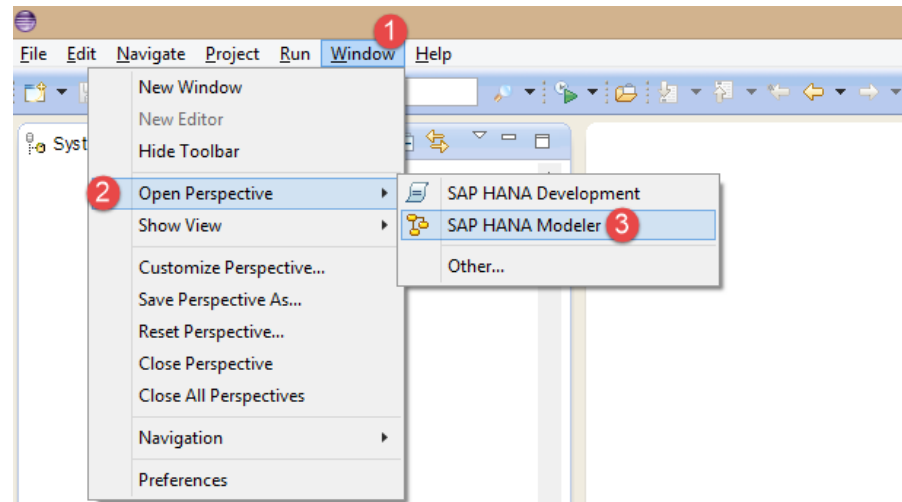 1
File Edit Navigate Project Run Window Help
New Window
New Editor
Syst
Hide Toolbar
2
Open Perspective
SAP HANA Development
Show View
SAP HANA Modeler
3
Customize Perspective...
Other...
Save Perspective As...
Reset Perspective...
Close Perspective
Close All Perspectives
Navigation
Preferences